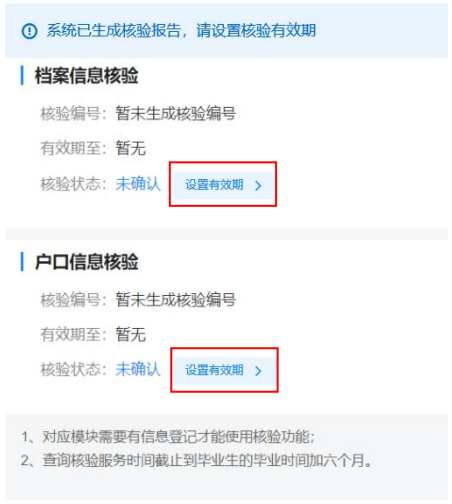 系统已生成核验报告，请设置核验有效期
档案信息核验
核验编号：暂未生成核验编号
有效期至：暂无
核验状态：未确认 设置有效期 >
户口信息核验
核验编号：暂未生成核验编号
有效期至：暂无
核验状态：未确认 设置有效期 >
1、对应模块需要有信息登记才能使用核验功能；
2、查询核验服务时间截止到毕业生的毕业时间加六个月。